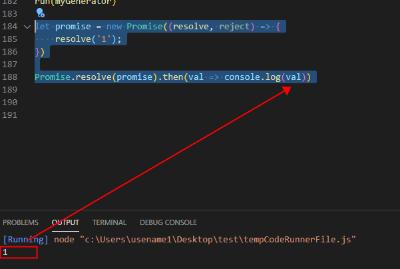 182
run(myGenerator)
183
184 let promise = new Promise((resolve, reject) => {
185 resolve('1');
186 })
187
188 Promise.resolve(promise).then(val => console.log(val))
189
190
191
PROBLEMS OUTPUT TERMINAL DEBUG CONSOLE
[Running] node "c:\Users\usename1\Desktop\test\tempCodeRunnerFile.js"
1